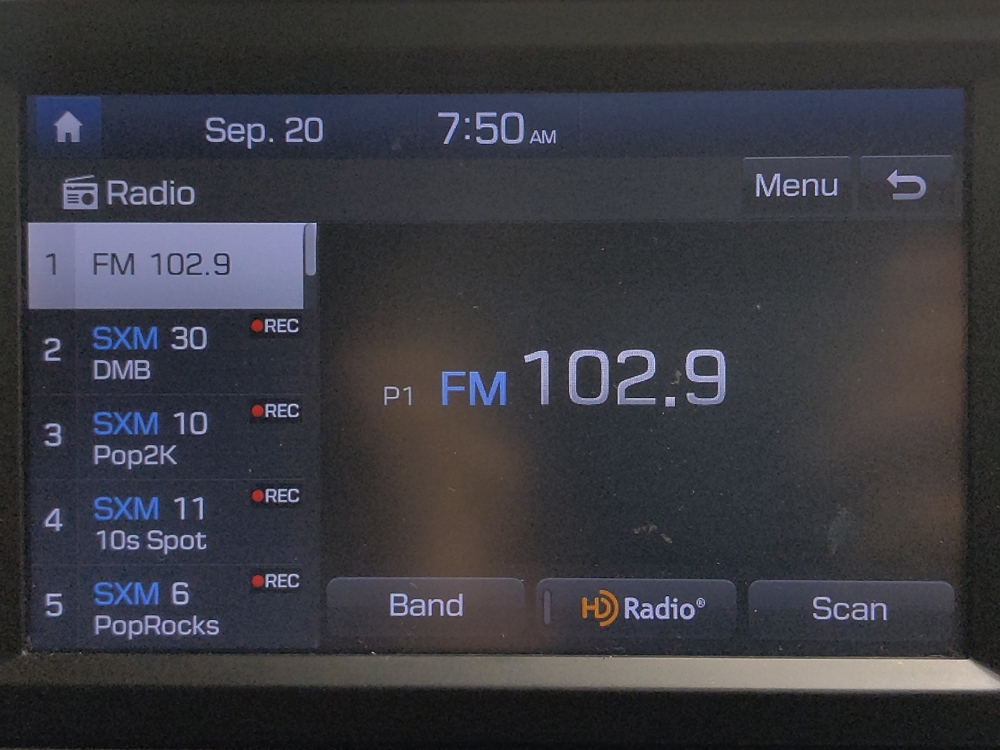 Sep. 20 7:50 AM
Radio Menu
1 FM 102.9
2 SXM 30 REC
DMB
3 SXM 10 REC
Pop2K
4 SXM 11 REC
10s Spot
5 SXM 6 REC
PopRocks
P1 FM 102.9
Band HD Radio® Scan